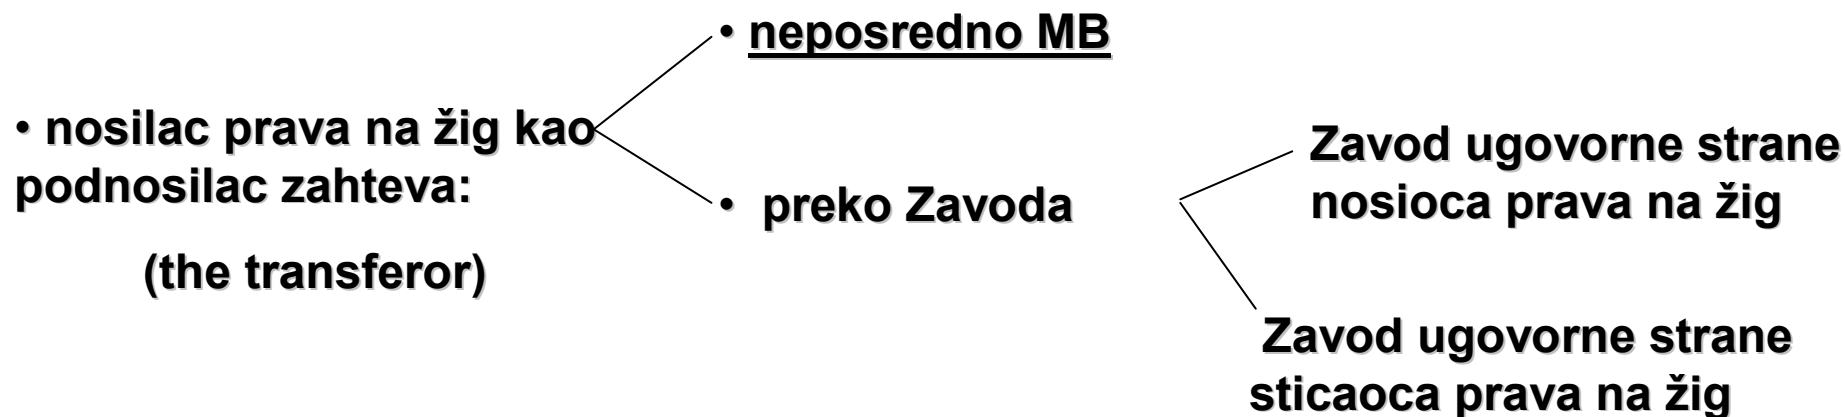 • neposredno MB
• nosilac prava na žig kao
podnosilac zahteva:
(the transferor)
• preko Zavoda
Zavod ugovorne strane
nosioca prava na žig
Zavod ugovorne strane
sticaoca prava na žig